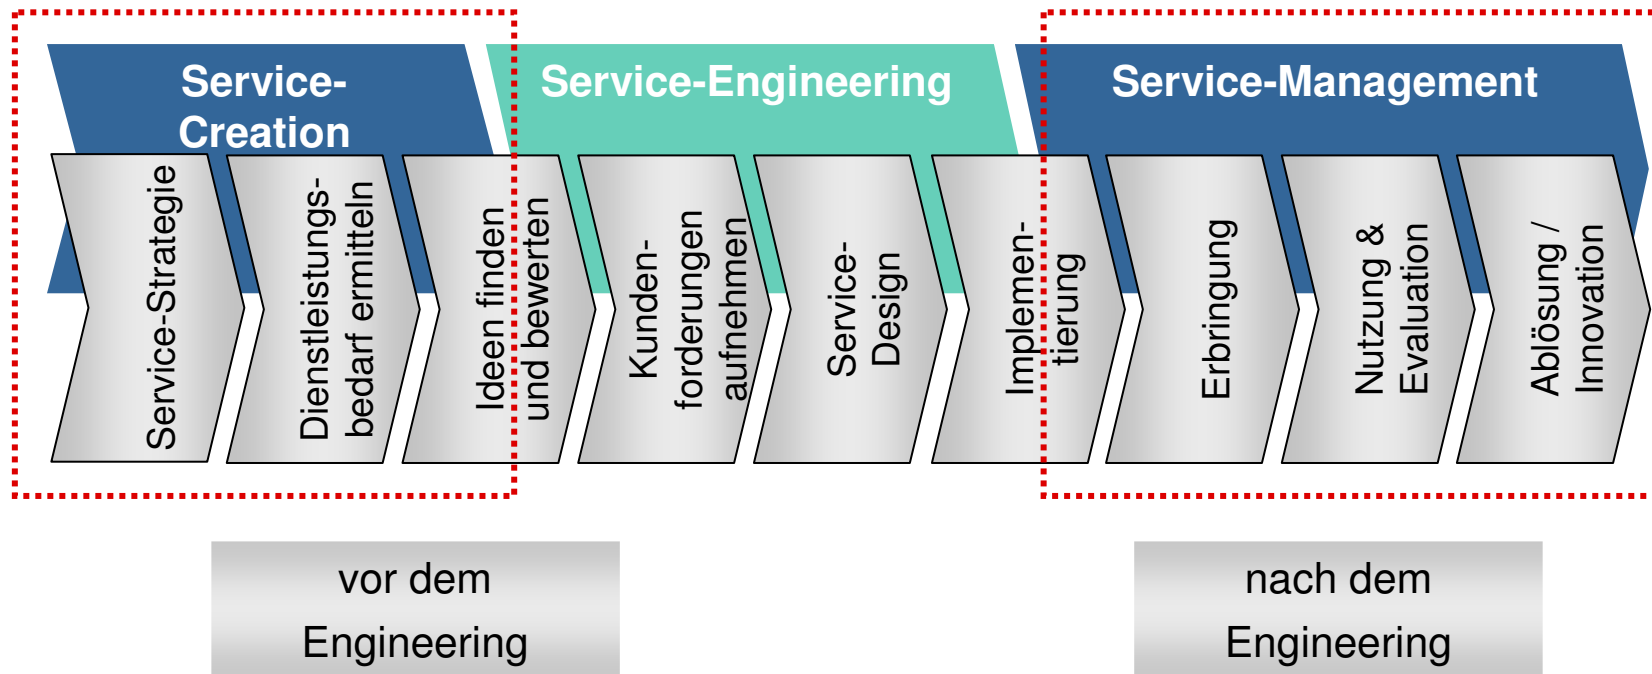 Service-
Creation
Service-Engineering
Service-Management
Service-Strategie
Dienstleistungs-
bedarf ermitteln
Ideen finden
und bewerten
Kunden-
forderungen
aufnehmen
Service-
Design
Implemen-
tierung
Erbringung
Nutzung &
Evaluation
Ablösung /
Innovation
vor dem
Engineering
nach dem
Engineering